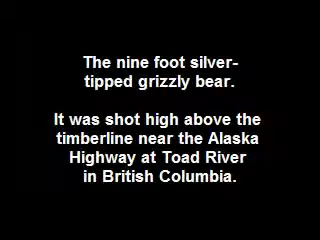 The nine foot silver-
tipped grizzly bear.
It was shot high above the
timberline near the Alaska
Highway at Toad River
in British Columbia.